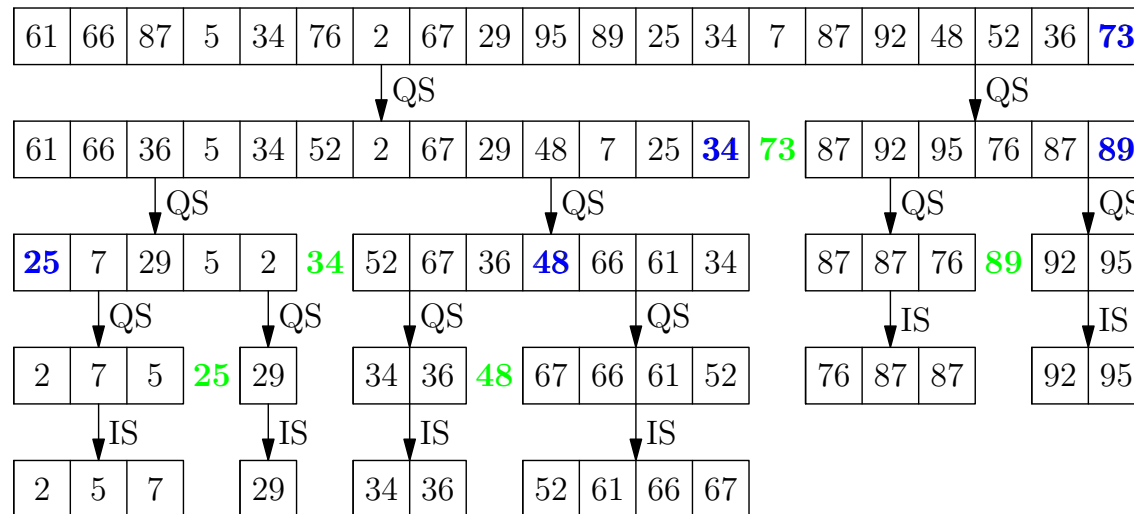 61 66 87 5 34 76 2 67 29 95 89 25 34 7 87 92 48 52 36 73
QS QS
61 66 36 5 34 52 2 67 29 48 7 25 34 73 87 92 95 76 87 89
QS QS QS QS
25 7 29 5 2 34 52 67 36 48 66 61 34 87 87 76 89 92 95
QS QS QS QS IS IS
2 7 5 25 29 34 36 48 67 66 61 52 76 87 87 92 95
IS IS IS IS
2 5 7 29 34 36 52 61 66 67